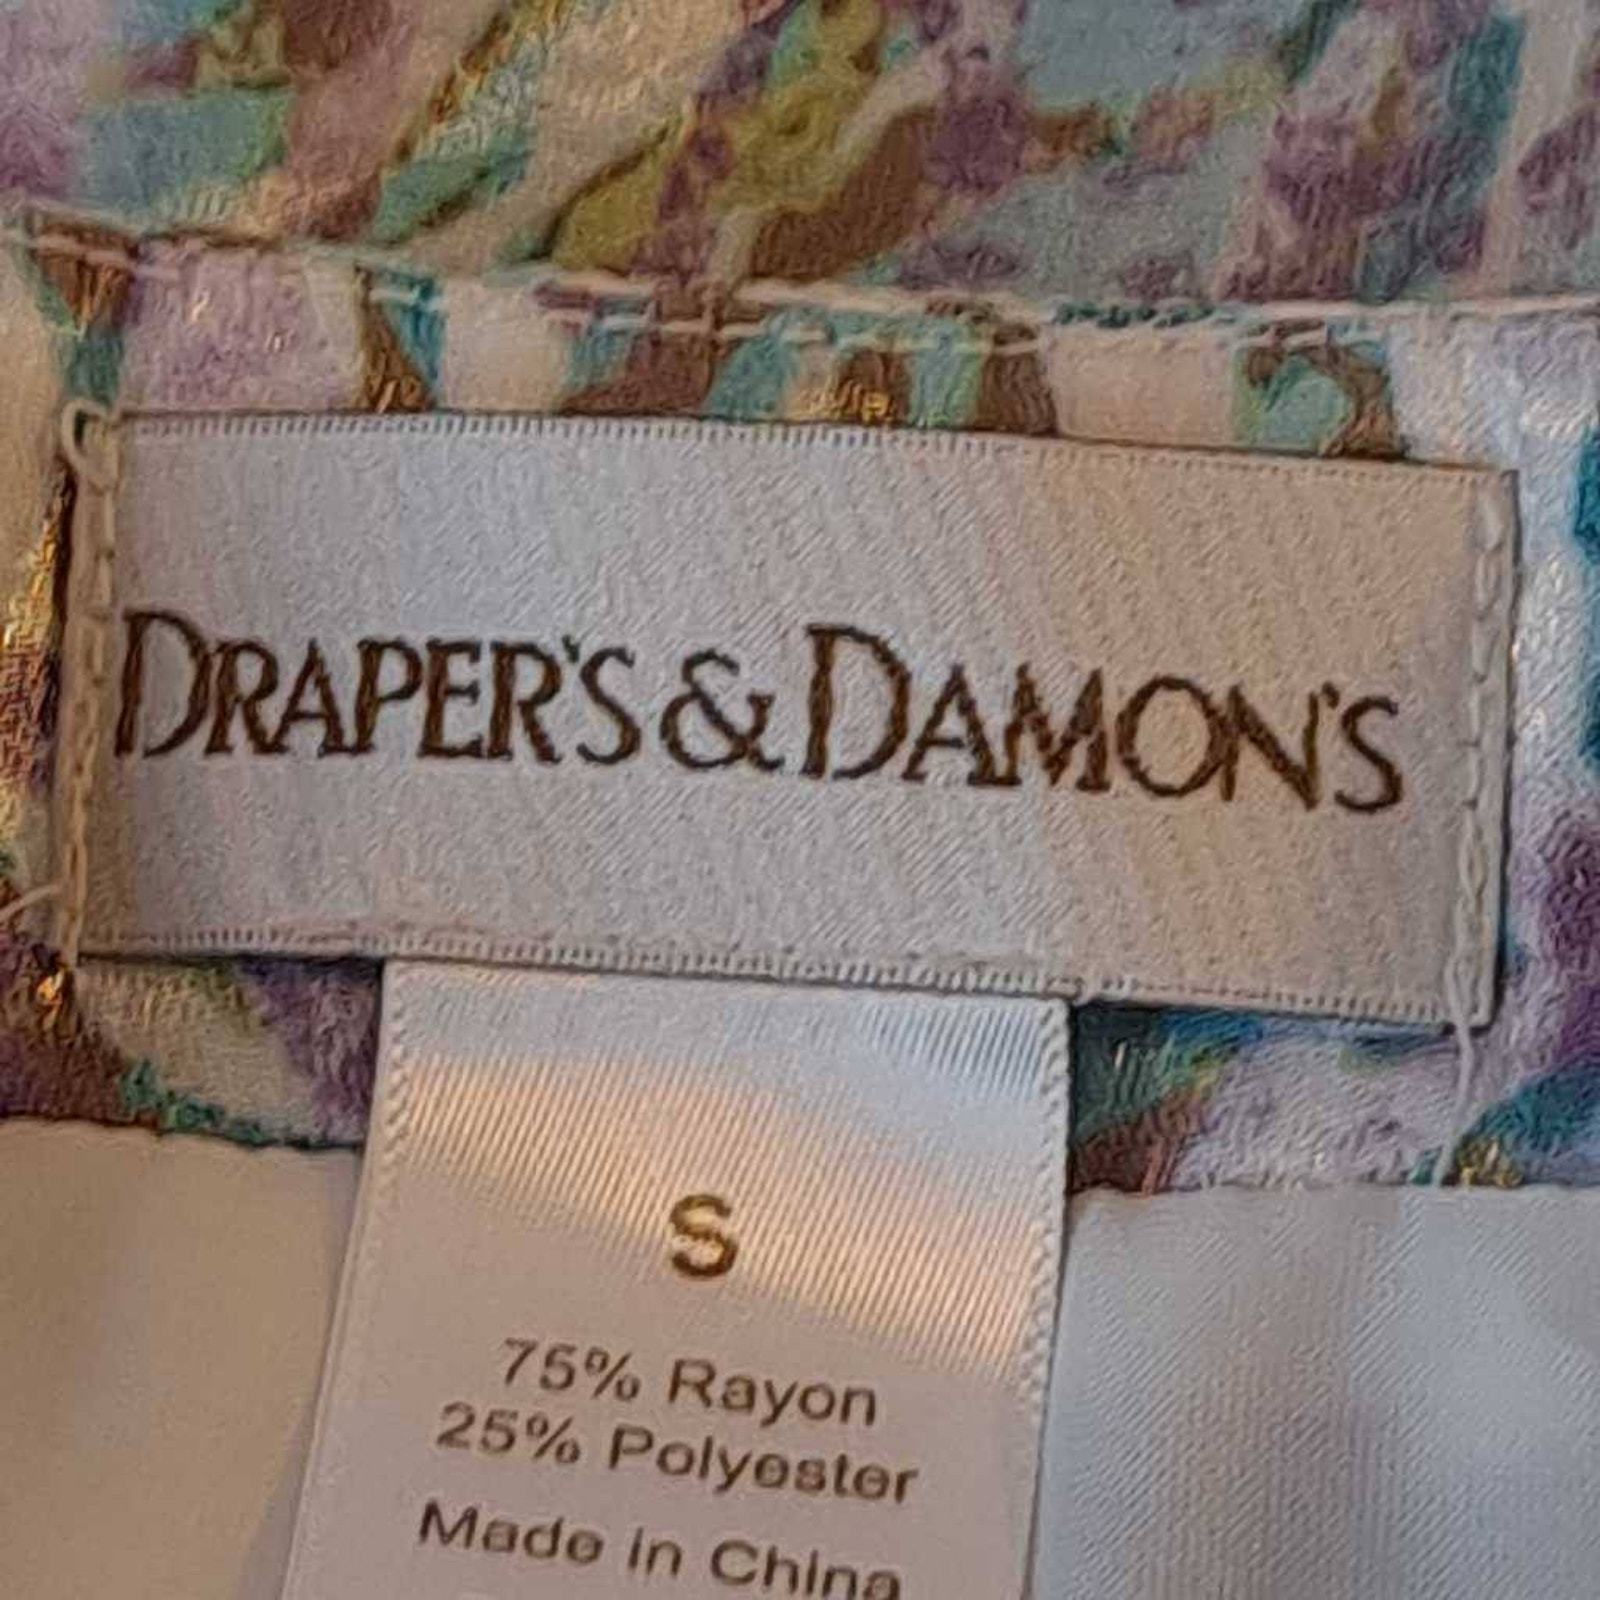 DRAPER'S & DAMON'S
S
75% Rayon
25% Polyester
Made in China